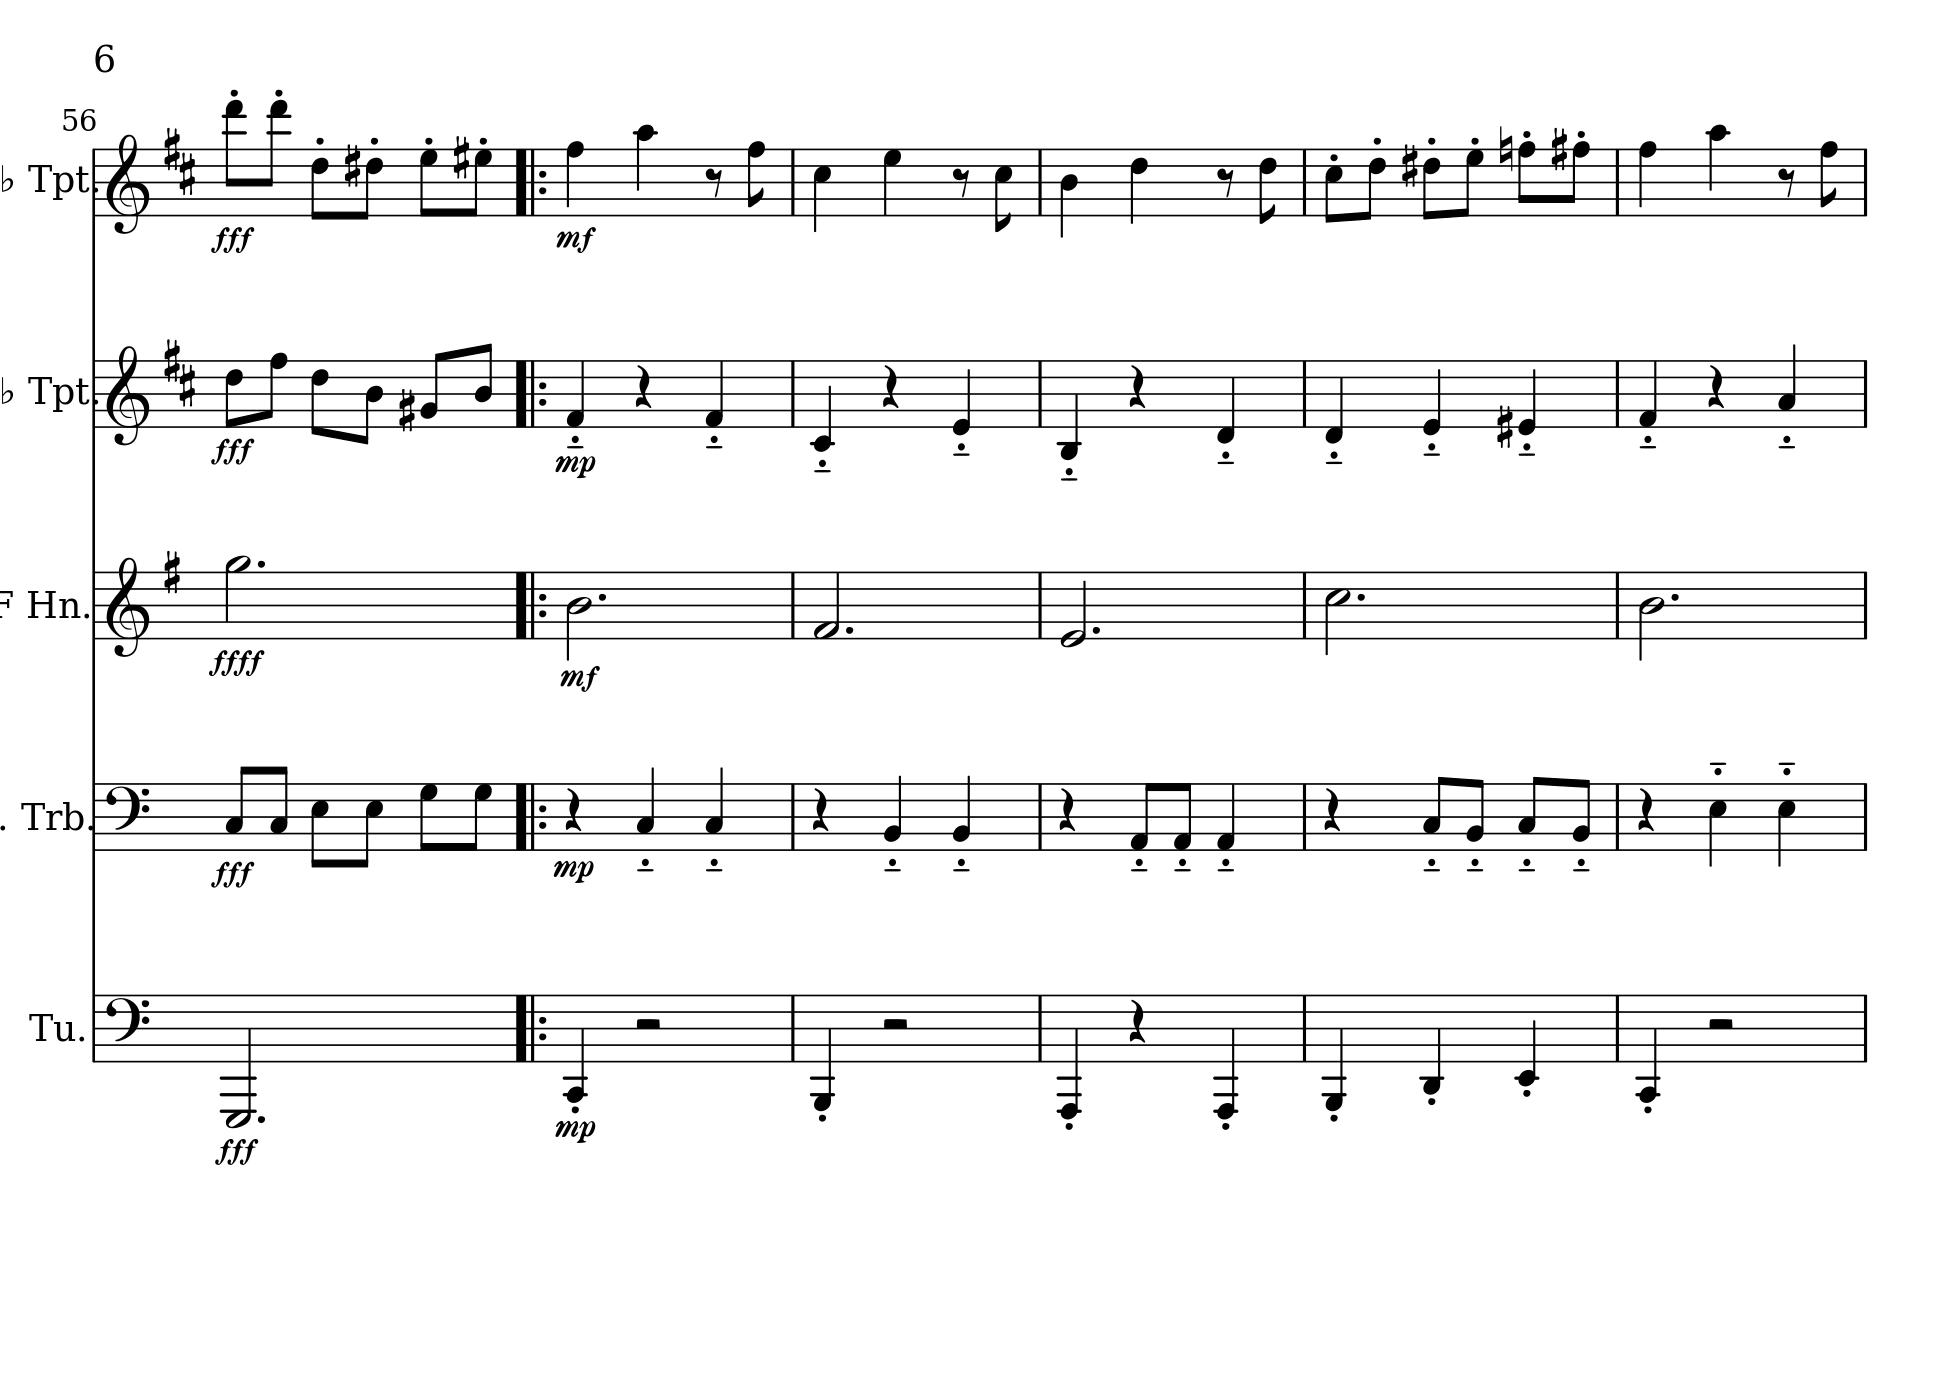 6
56
♭ Tpt.
fff
mf
♭ Tpt.
fff
mp
F Hn.
ffff
mf
. Trb.
fff
mp
Tu.
fff
mp